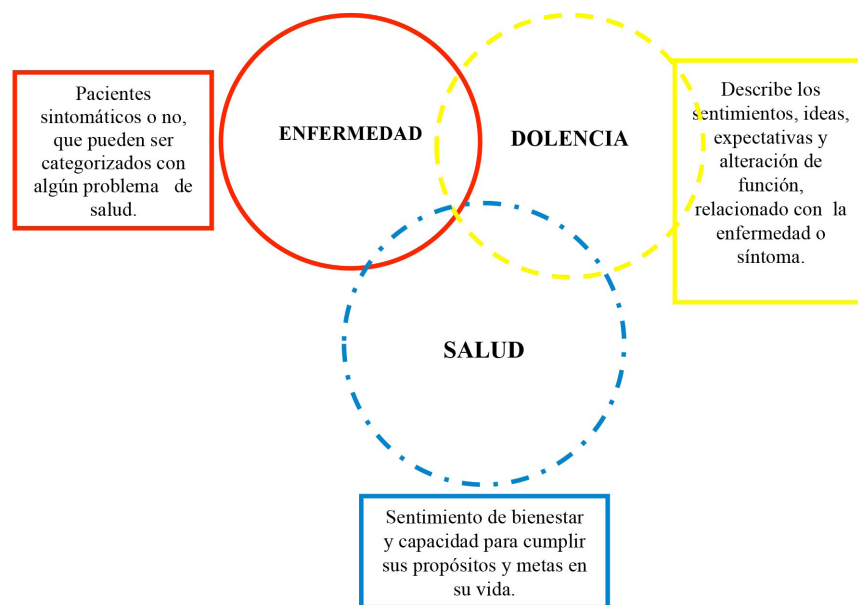 Pacientes
sintomáticos o no,
que pueden ser
categorizados con
algún problema de
salud.
ENFERMEDAD
DOLENCIA
Describe los
sentimientos, ideas,
expectativas y
alteración de
función,
relacionado con la
enfermedad o
síntoma.
SALUD
Sentimiento de bienestar
y capacidad para cumplir
sus propósitos y metas en
su vida.